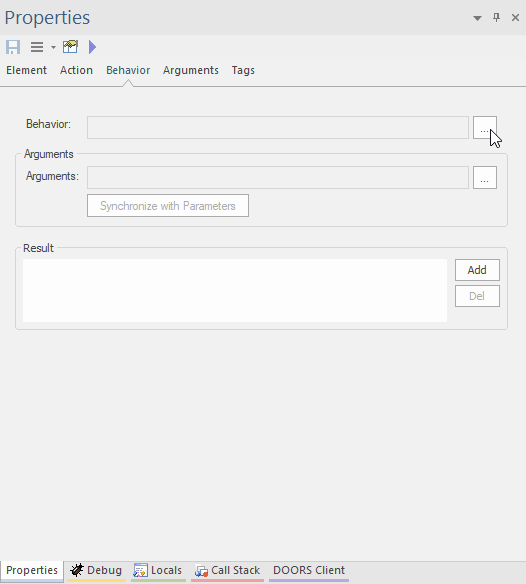 Properties
Element Action Behavior Arguments Tags
Behavior: ...
Arguments
Arguments: ...
Synchronize with Parameters
Result
Add
Del
Properties Debug Locals Call Stack DOORS Client